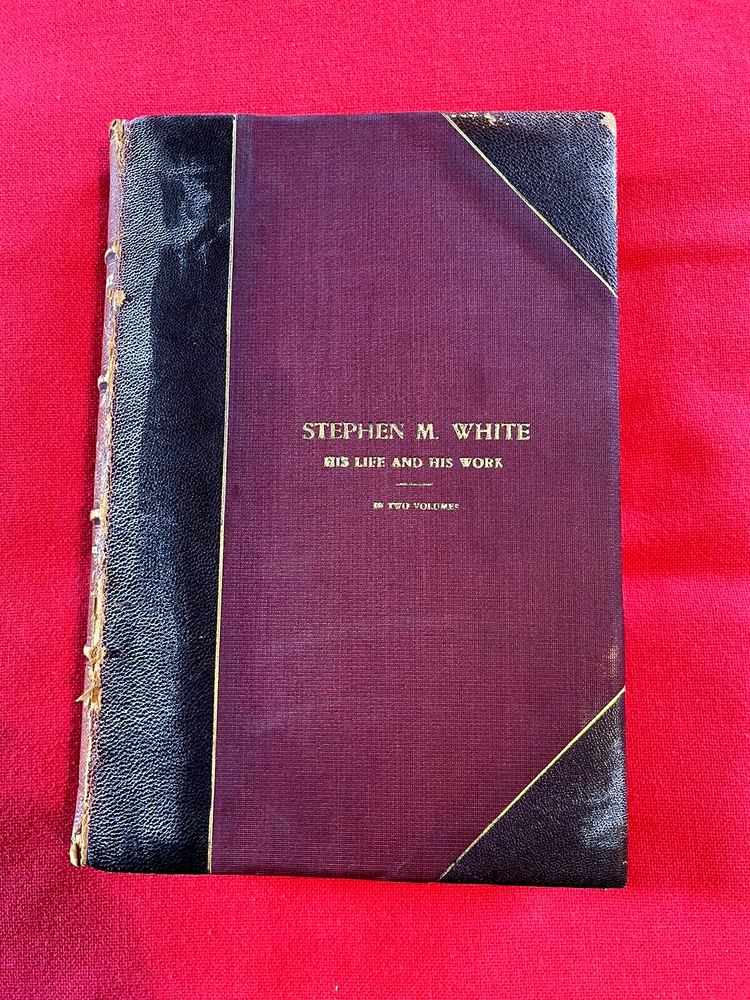 STEPHEN M. WHITE
HIS LIFE AND HIS WORK
IN TWO VOLUMES